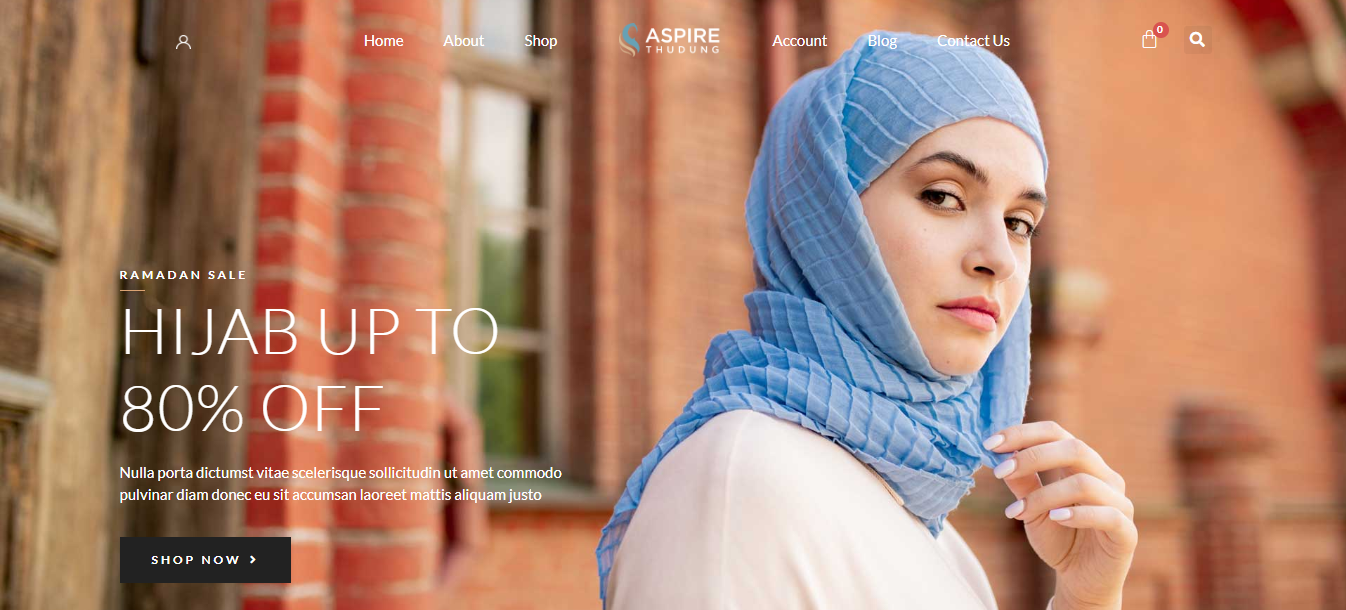 Home About Shop ASPIRE THUDUNG Account Blog Contact Us 0
RAMADAN SALE
HIJAB UP TO
80% OFF
Nulla porta dictumst vitae scelerisque sollicitudin ut amet commodo
pulvinar diam donec eu sit accumsan laoreet mattis aliquam justo
SHOP NOW